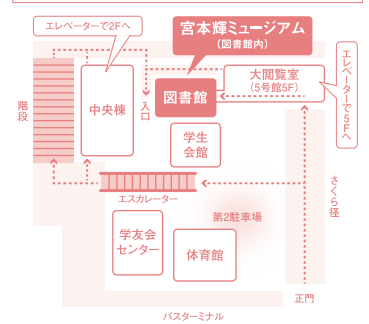 エレベーターで2Fへ
宮本輝ミュージアム
(図書館内)
大閲覧室
(5号館5F)
エレベーターで5Fへ
階段
中央棟
入口
図書館
学生
会館
エスカレーター
さくら径
第2駐車場
学友会
センター
体育館
正門
バスターミナル